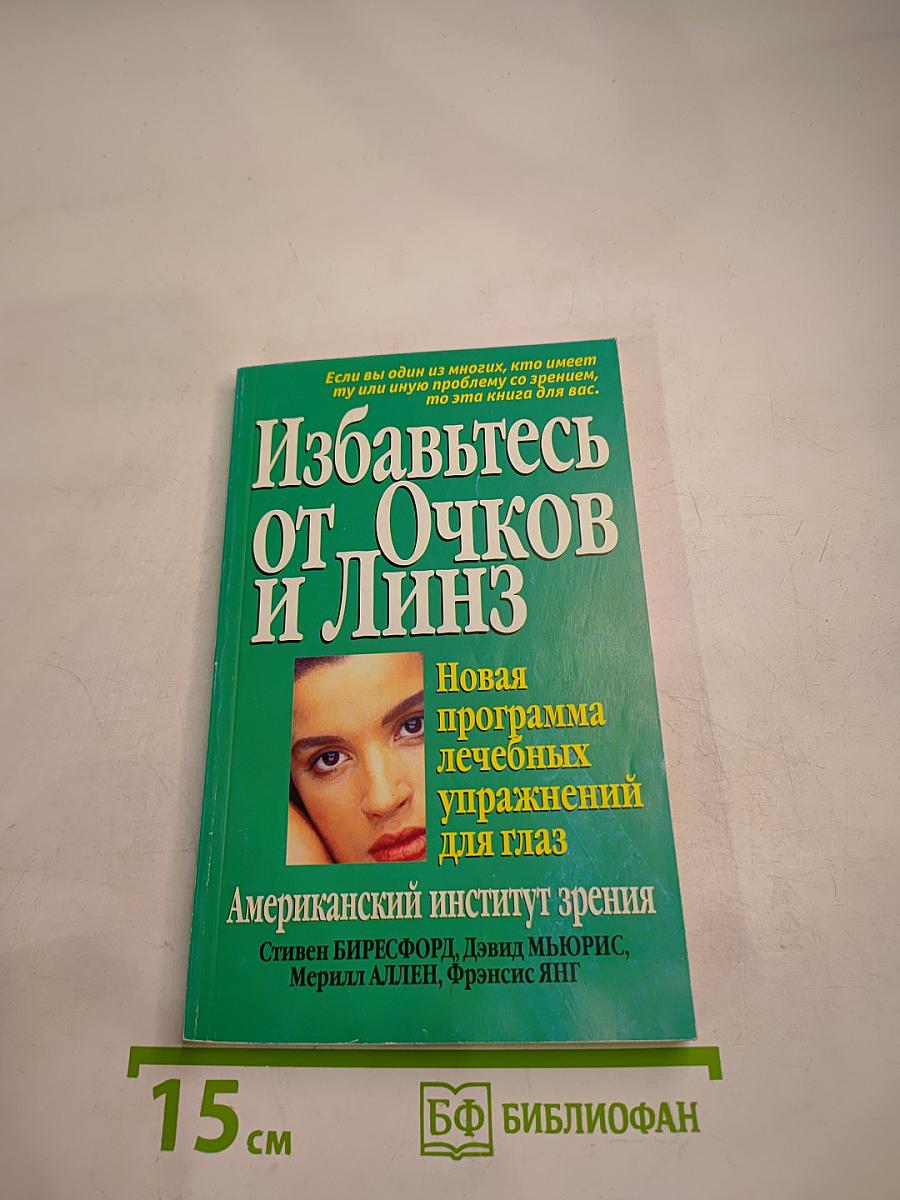 Если вы один из многих, кто имеет
ту или иную проблему со зрением,
то эта книга для вас.
Избавьтесь
от Очков
и Линз
Новая
программа
лечебных
упражнений
для глаз
Американский институт зрения
Стивен БИРЕСФОРД, Дэвид МЬЮРИС,
Мерилл АЛЛЕН, Фрэнсис ЯНГ
15 см
БФ БИБЛИОФАН